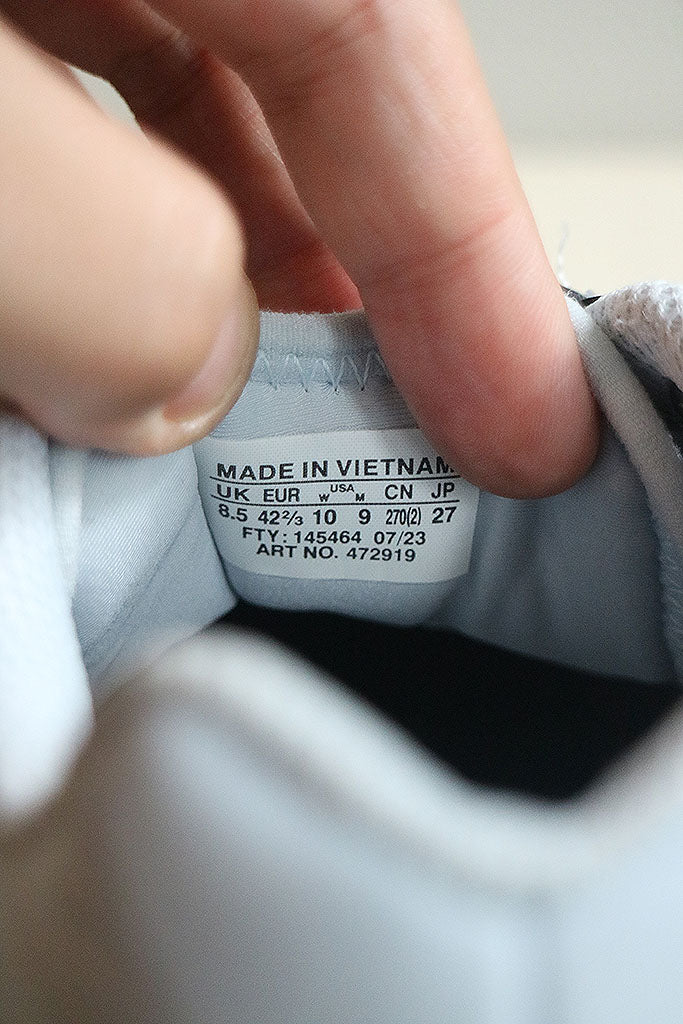 MADE IN VIETNAM
UK EUR W USA M CN JP
8.5 42⅔ 10 9 270(2) 27
FTY: 145464 07/23
ART NO. 472919